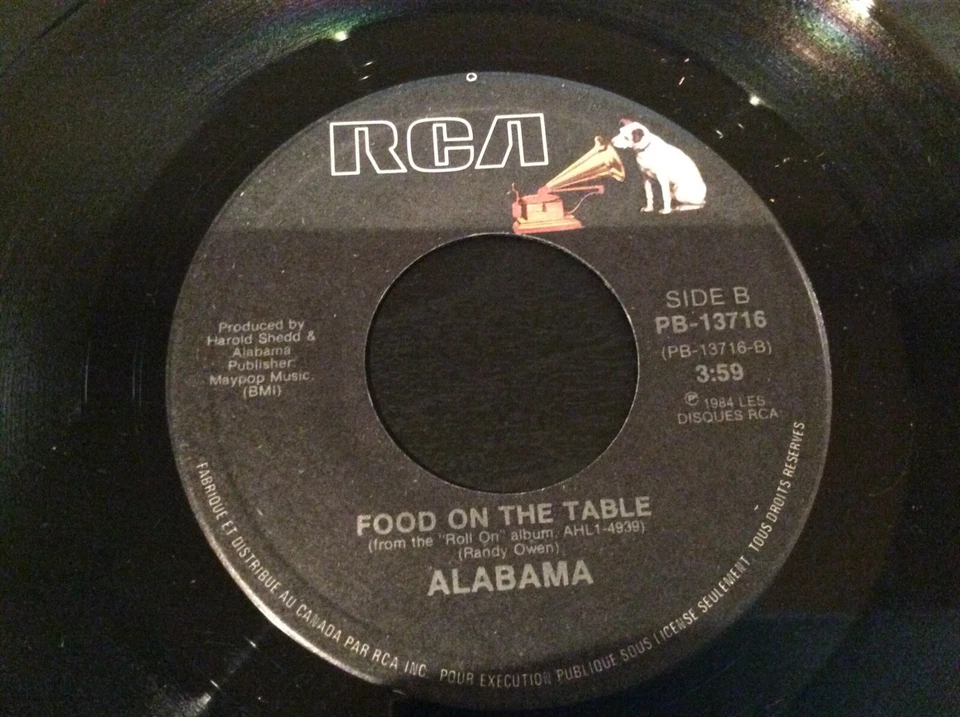 RCA
Produced by
Harold Shedd &
Alabama
Publisher
Maypop Music
(BMI)
SIDE B
PB-13716
(PB-13716-B)
3:59
℗ 1984 LES
DISQUES RCA
FOOD ON THE TABLE
(from the "Roll On" album, AHL1-4939)
(Randy Owen)
ALABAMA
FABRIQUE ET DISTRIBUE AU CANADA PAR RCA INC. POUR EXECUTION PUBLIQUE SOUS LICENSE SEULEMENT. TOUS DROITS RESERVES